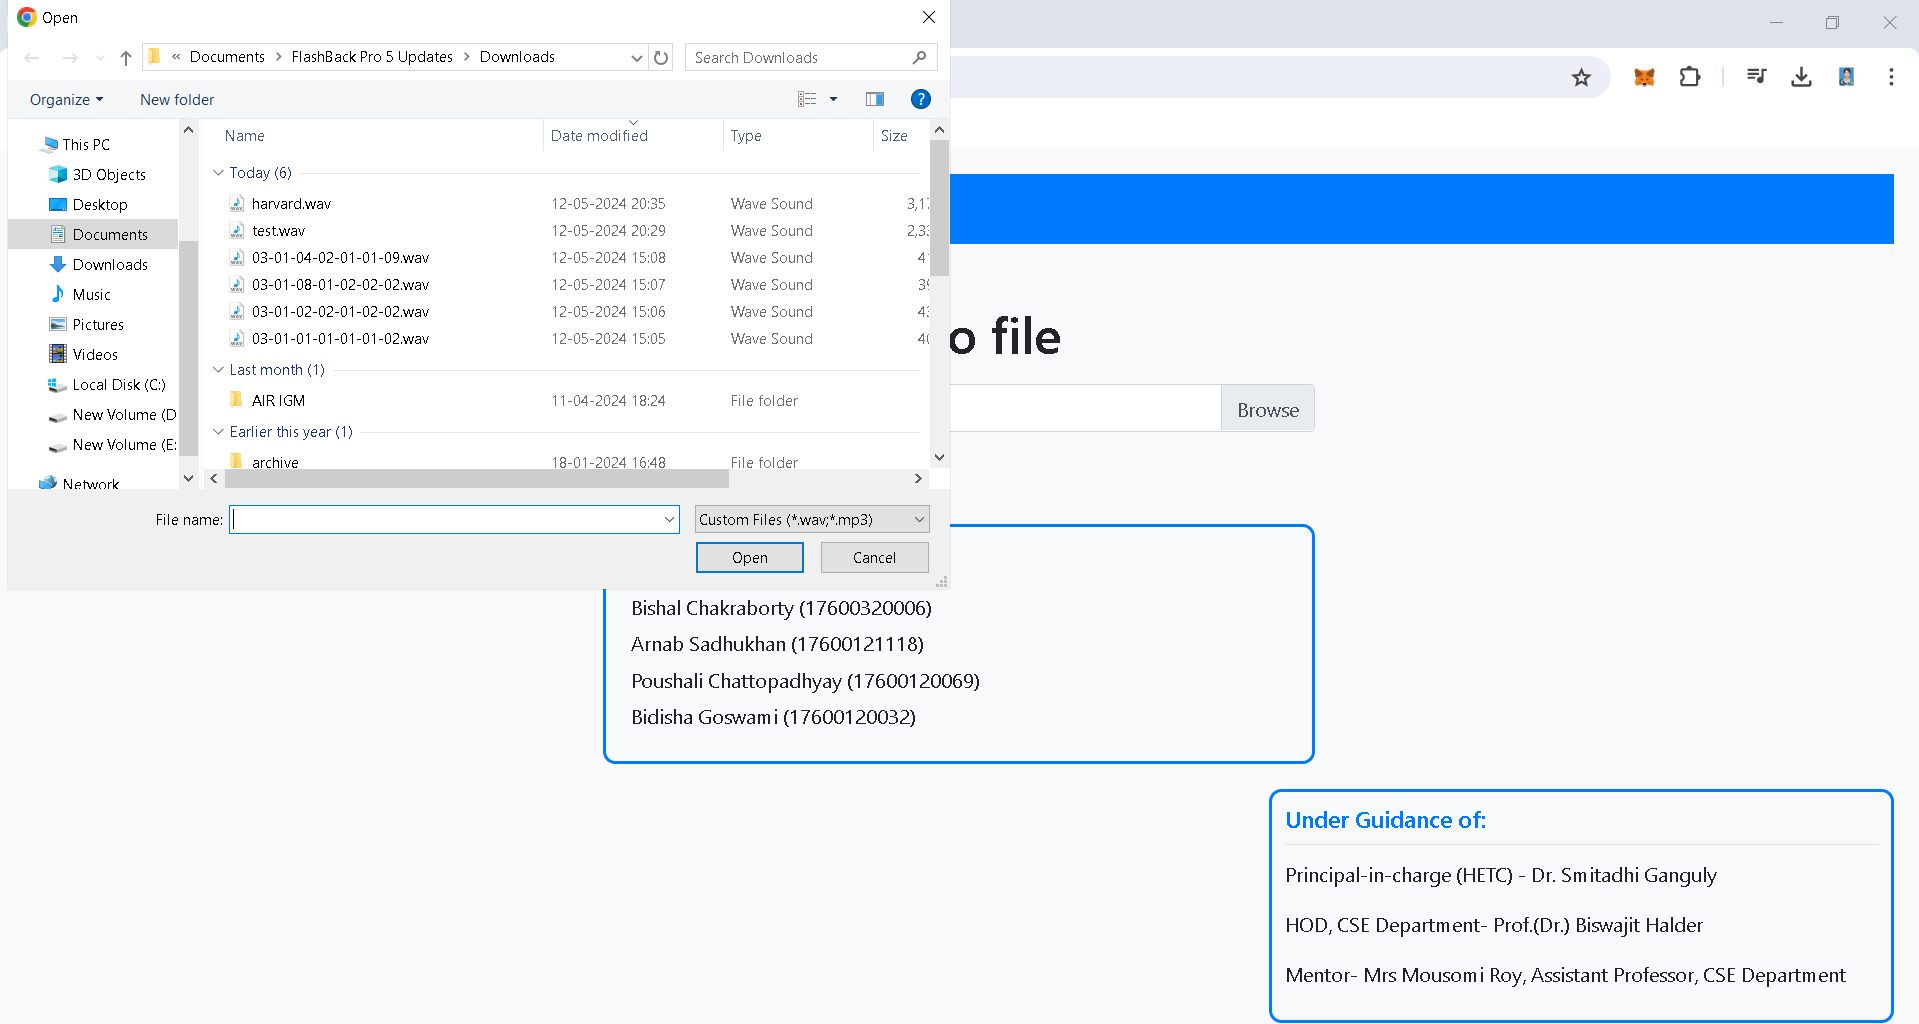 Open
« Documents > FlashBack Pro 5 Updates > Downloads
Search Downloads
Organize
New folder
?
This PC
3D Objects
Desktop
Documents
Downloads
Music
Pictures
Videos
Local Disk (C:)
New Volume (D
New Volume (E:
Network
Name Date modified Type Size
Today (6)
harvard.wav 12-05-2024 20:35 Wave Sound 3,17
test.wav 12-05-2024 20:29 Wave Sound 2,33
03-01-04-02-01-01-09.wav 12-05-2024 15:08 Wave Sound
03-01-08-01-02-02-02.wav 12-05-2024 15:07 Wave Sound 39
03-01-02-02-01-02-02.wav 12-05-2024 15:06 Wave Sound 43
03-01-01-01-01-01-02.wav 12-05-2024 15:05 Wave Sound 40
Last month (1)
AIR IGM 11-04-2024 18:24 File folder
Earlier this year (1)
archive 18-01-2024 16:48 File folder
File name:
Custom Files (*.wav;*.mp3)
Open
Cancel
o file
Browse
Bishal Chakraborty (17600320006)
Arnab Sadhukhan (17600121118)
Poushali Chattopadhyay (17600120069)
Bidisha Goswami (17600120032)
Under Guidance of:
Principal-in-charge (HETC) - Dr. Smitadhi Ganguly
HOD, CSE Department- Prof.(Dr.) Biswajit Halder
Mentor- Mrs Mousomi Roy, Assistant Professor, CSE Department